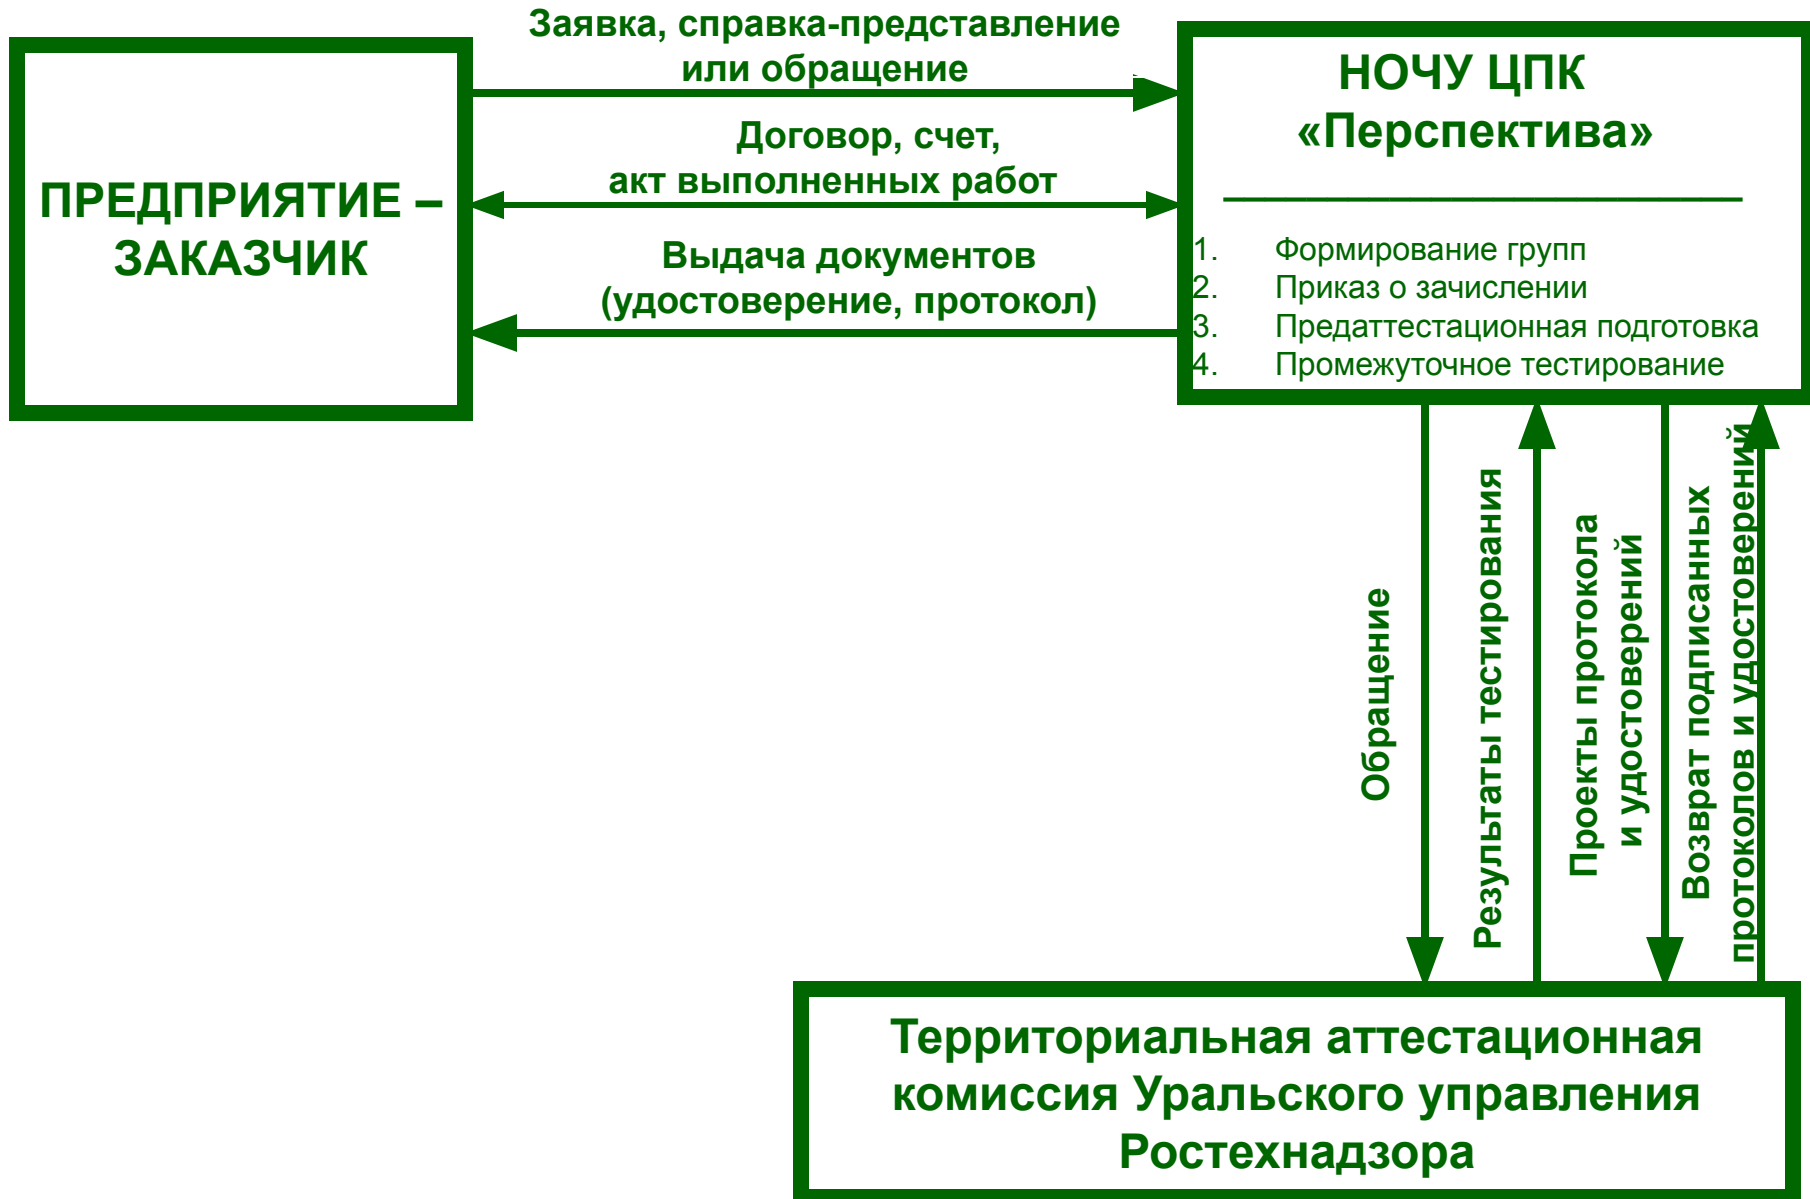 Заявка, справка-представление
или обращение
НОЧУ ЦПК
«Перспектива»
Договор, счет,
акт выполненных работ
ПРЕДПРИЯТИЕ –
ЗАКАЗЧИК
Выдача документов
(удостоверение, протокол)
1. Формирование групп
2. Приказ о зачислении
3. Предаттестационная подготовка
4. Промежуточное тестирование
Обращение
Результаты тестирования
Проекты протокола
и удостоверений
Возврат подписанных
протоколов и удостоверений
Территориальная аттестационная
комиссия Уральского управления
Ростехнадзора